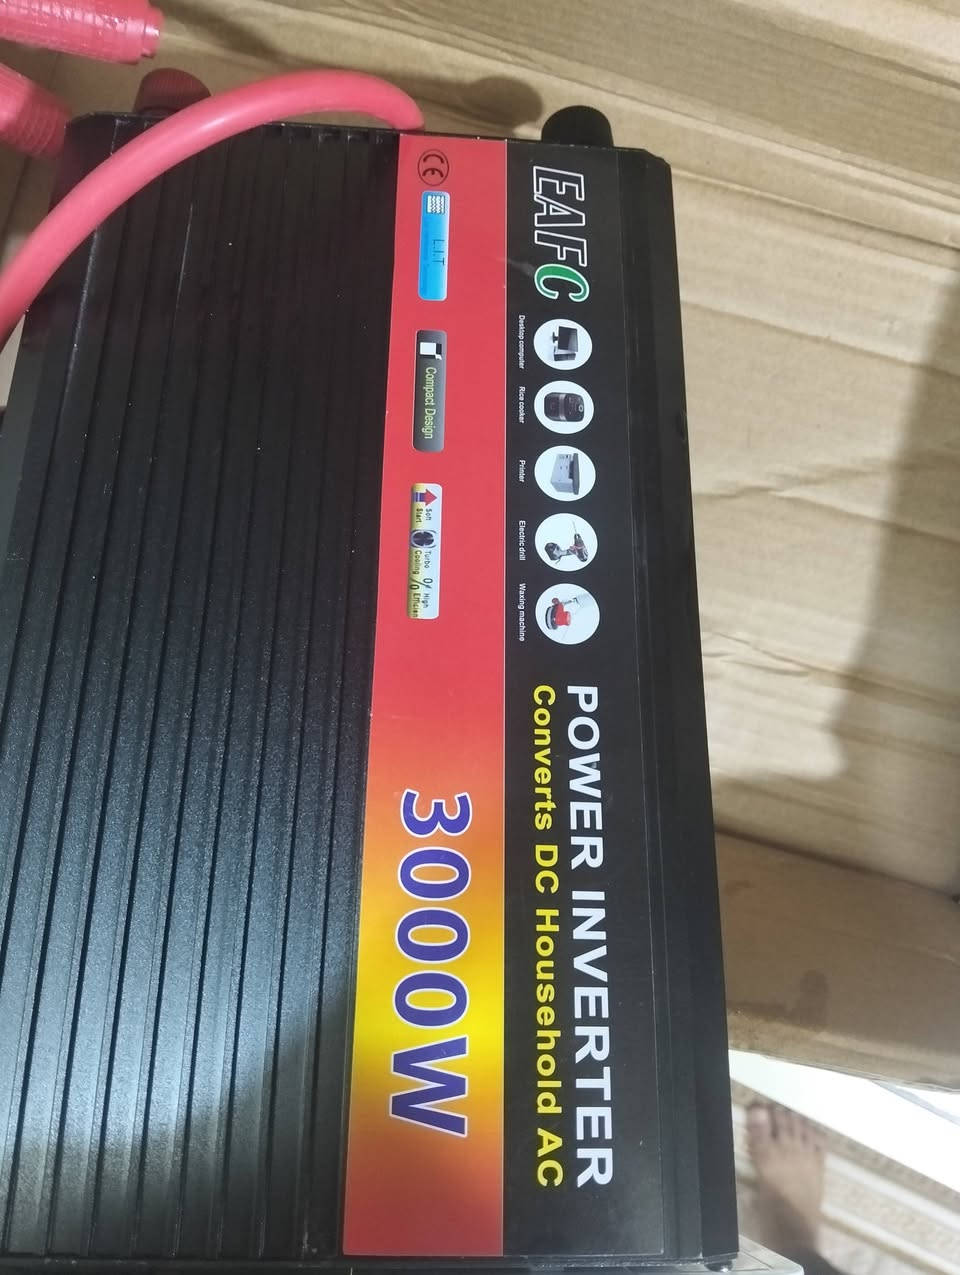 EAFC
Desktop computer
Rice cooker
Printer
Electric drill
Waxing machine
POWER INVERTER
Converts DC Household AC
CE
L.I.T
Compact Design
Soft Start
Turbo Cooling
High Efficien
3000W